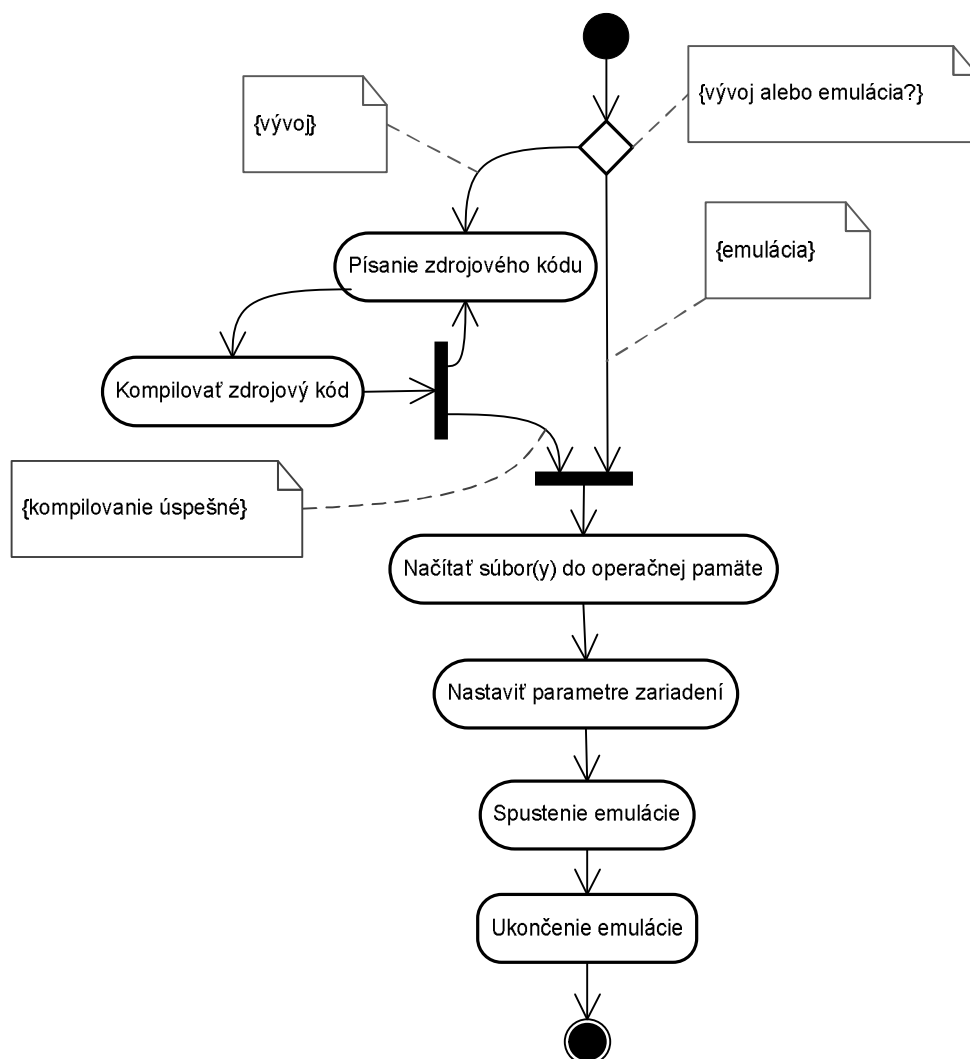 {vývoj alebo emulácia?}
{vývoj}
{emulácia}
Písanie zdrojového kódu
Kompilovať zdrojový kód
{kompilovanie úspešné}
Načítať súbor(y) do operačnej pamäte
Nastaviť parametre zariadení
Spustenie emulácie
Ukončenie emulácie